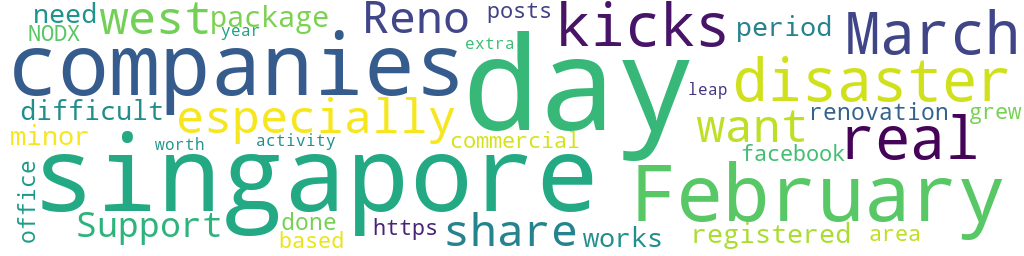 need
west
package
Reno
posts
kicks
period
March
NODX
year
companies
extra
day
leap
disaster
difficult
especially
renovation
grew
minor
worth
activity
commercial
want
facebook
real
singapore
office
February
Support
done
based
https
share
works
registered
area